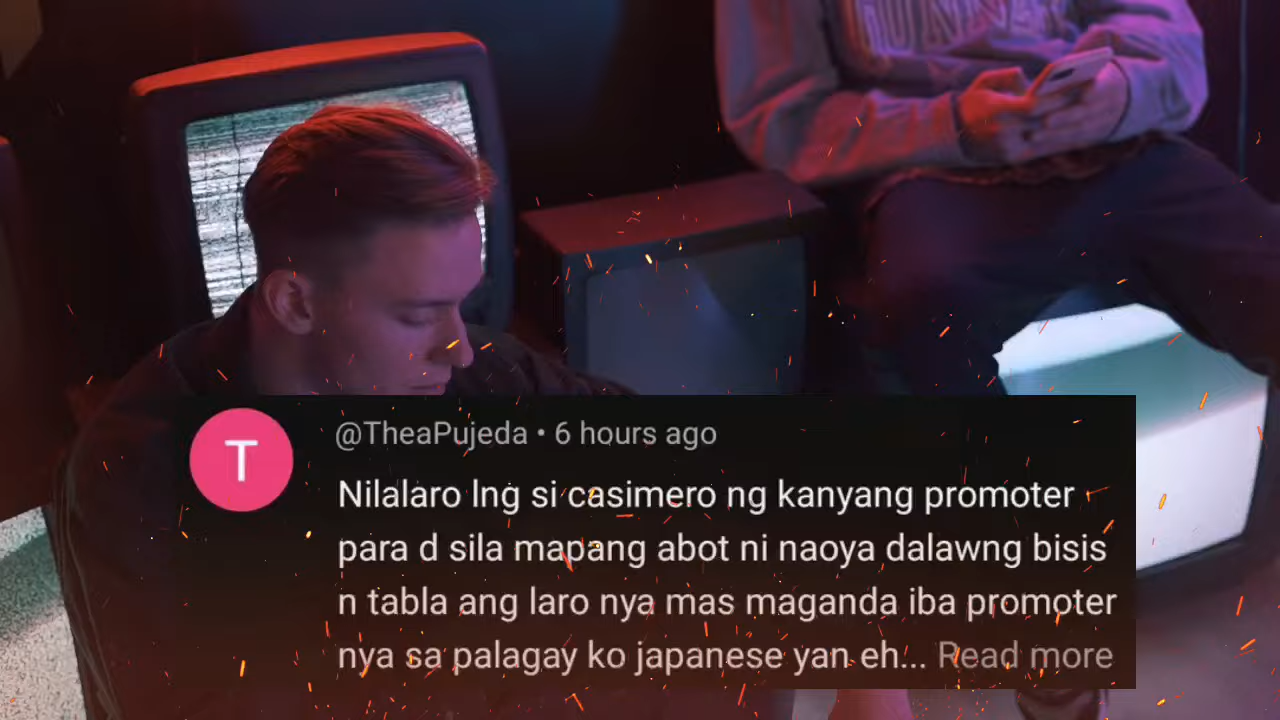 T
@TheaPujeda • 6 hours ago
Nilalaro lng si casimero ng kanyang promoter
para d sila mapang abot ni naoya dalawng bisis
n tabla ang laro nya mas maganda iba promoter
nya sa palagay ko japanese yan eh... Read more